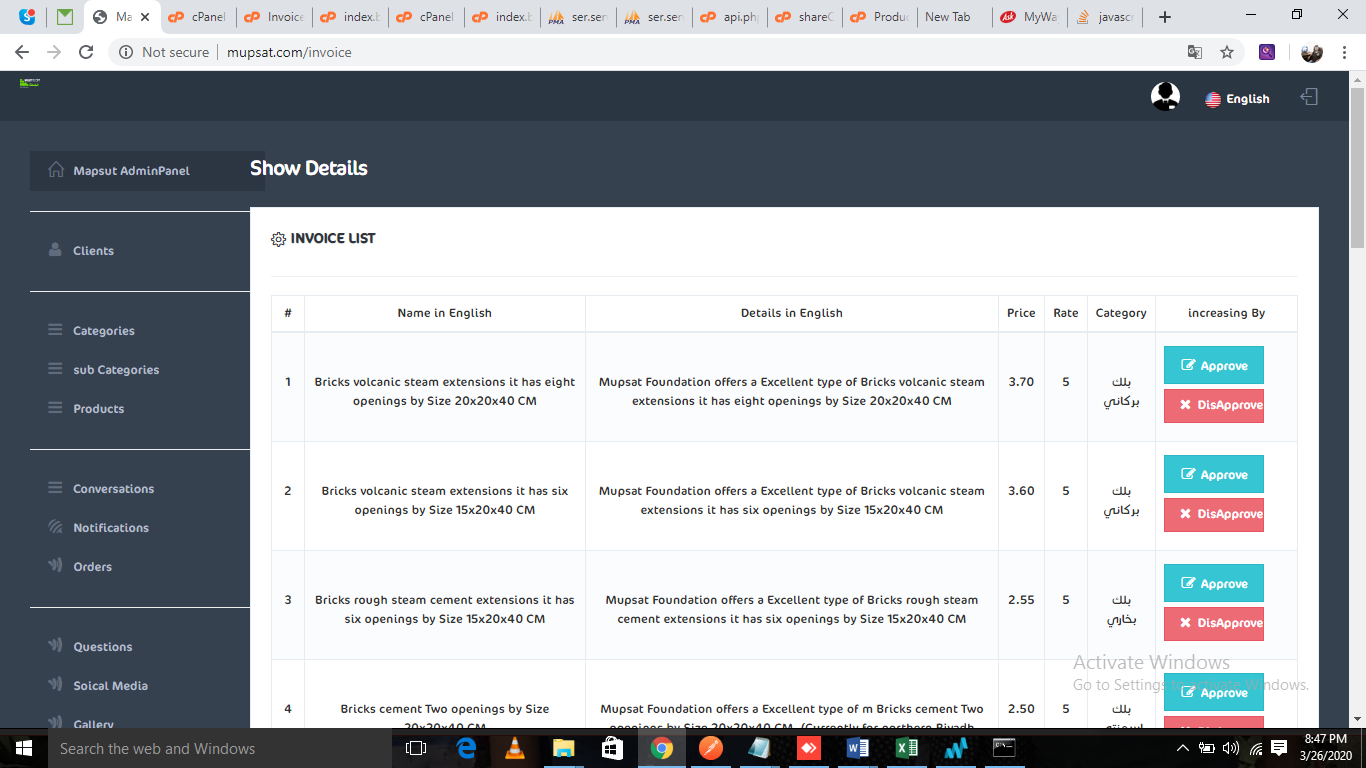 Ma
cPanel
Invoice
index.b
cPanel
index.b
ser.ser
ser.ser
api.ph
shareC
Produc
New Tab
MyWa
javascr
Not secure
mupsat.com/invoice
English
Mapsut AdminPanel
Clients
Categories
sub Categories
Products
Conversations
Notifications
Orders
Questions
Soical Media
Gallery
Show Details
INVOICE LIST
# Name in English Details in English Price Rate Category increasing By
1
Bricks volcanic steam extensions it has eight
openings by Size 20x20x40 CM
Mupsat Foundation offers a Excellent type of Bricks volcanic steam
extensions it has eight openings by Size 20x20x40 CM
3.70
5
بلك
بركاني
Approve
DisApprove
2
Bricks volcanic steam extensions it has six
openings by Size 15x20x40 CM
Mupsat Foundation offers a Excellent type of Bricks volcanic steam
extensions it has six openings by Size 15x20x40 CM
3.60
5
بلك
بركاني
Approve
DisApprove
3
Bricks rough steam cement extensions it has
six openings by Size 15x20x40 CM
Mupsat Foundation offers a Excellent type of Bricks rough steam
cement extensions it has six openings by Size 15x20x40 CM
2.55
5
بلك
بخاري
Approve
DisApprove
4
Bricks cement Two openings by Size
20x20x40 CM
Mupsat Foundation offers a Excellent type of m Bricks cement Two
openings by Size 20x20x40 CM (Currently for northern Riyadh
2.50
5
بلك
Approve
Activate Windows
Go to Settings to activate Windows.
Search the web and Windows
8:47 PM
3/26/2020